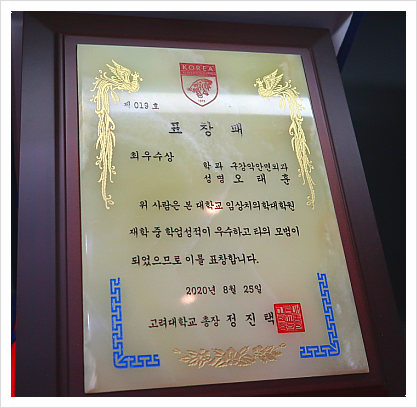 KOREA
제 019 호
표 창 패
최우수상
학 과 구강악안면외과
성 명 오 태 훈
위 사람은 본 대학교 임상치의학대학원
재학 중 학업성적이 우수하고 타의 모범이
되었으므로 이를 표창합니다.
2020년 8월 25일
고려대학교 총장 정 진 택